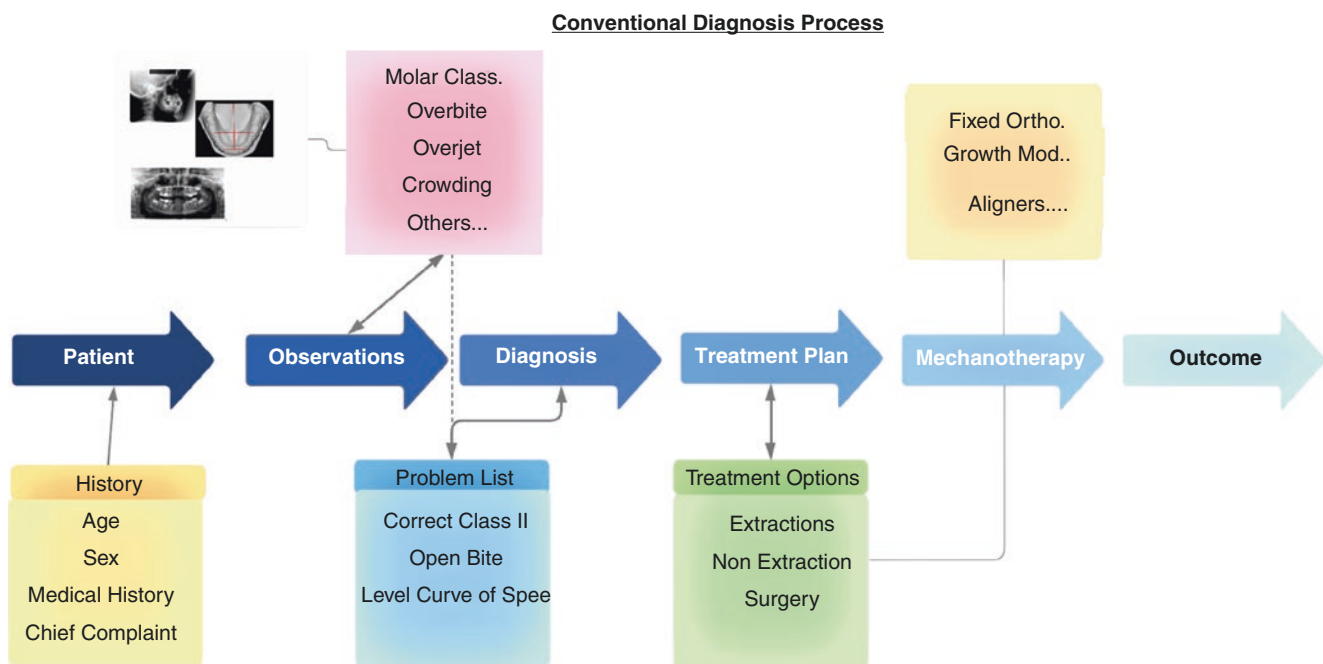 Conventional Diagnosis Process
Molar Class.
Overbite
Overjet
Crowding
Others...
Fixed Ortho.
Growth Mod..
Aligners....
Patient
Observations
Diagnosis
Treatment Plan
Mechanotherapy
Outcome
History
Age
Sex
Medical History
Chief Complaint
Problem List
Correct Class II
Open Bite
Level Curve of Spee
Treatment Options
Extractions
Non Extraction
Surgery